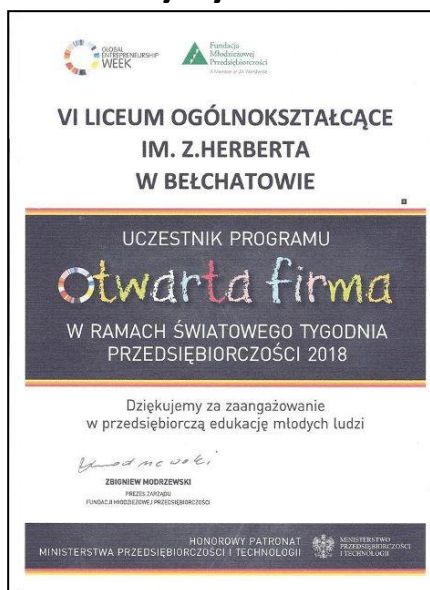 GLOBAL
ENTREPRENEURSHIP
WEEK
Fundacja
Młodzieżowej
Przedsiębiorczości
VI LICEUM OGÓLNOKSZTAŁCĄCE
IM. Z.HERBERTA
W BEŁCHATOWIE
UCZESTNIK PROGRAMU
Otwarta firma
W RAMACH ŚWIATOWEGO TYGODNIA
PRZEDSIĘBIORCZOŚCI 2018
Dziękujemy za zaangażowanie
w przedsiębiorczą edukację młodych ludzi
ZBIGNIEW MODRZEWSKI
PREZES ZARZĄDU
FUNDACJI MŁODZIEŻOWEJ PRZEDSIĘBIORCZOŚCI
HONOROWY PATRONAT
MINISTERSTWA PRZEDSIĘBIORCZOŚCI I TECHNOLOGII
MINISTERSTWO
PRZEDSIĘBIORCZOŚCI
I TECHNOLOGII